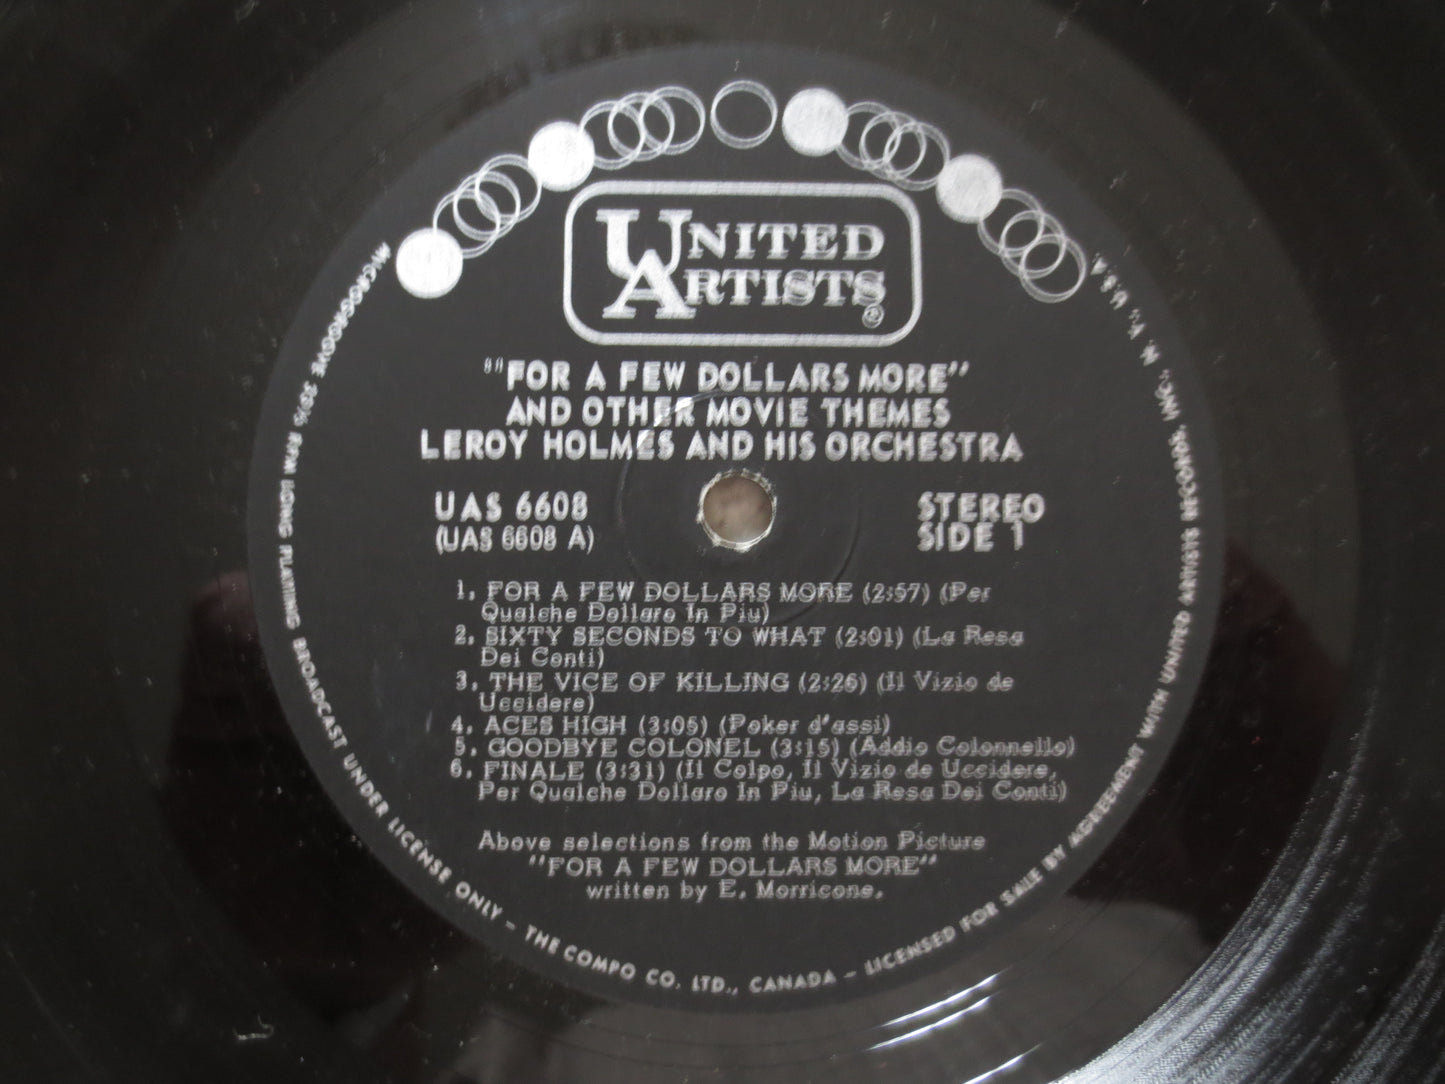 UNITED
ARTISTS®
""FOR A FEW DOLLARS MORE"
AND OTHER MOVIE THEMES
LEROY HOLMES AND HIS ORCHESTRA
UAS 6608
(UAS 6608 A)
STEREO
SIDE 1
1. FOR A FEW DOLLARS MORE (2:57) (Per
Qualche Dollaro In Piu)
2. SIXTY SECONDS TO WHAT (2:01) (La Resa
Dei Conti)
3. THE VICE OF KILLING (2:26) (Il Vizio de
Uccidere)
4. ACES HIGH (3:05) (Poker d'assi)
5. GOODBYE COLONEL (3:15) (Addio Colonnello)
6. FINALE (3:31) (Il Colpo, Il Vizio de Uccidere,
Per Qualche Dollaro In Piu, La Resa Dei Conti)
Above selections from the Motion Picture
"FOR A FEW DOLLARS MORE"
written by E. Morricone.
MICROGROOVE 33⅓ RPM LONG PLAYING BROADCAST UNDER LICENSE ONLY – THE COMPO CO. LTD., CANADA – LICENSED FOR SALE BY AGREEMENT WITH UNITED ARTISTS RECORDS, INC., N. Y. U.S.A.